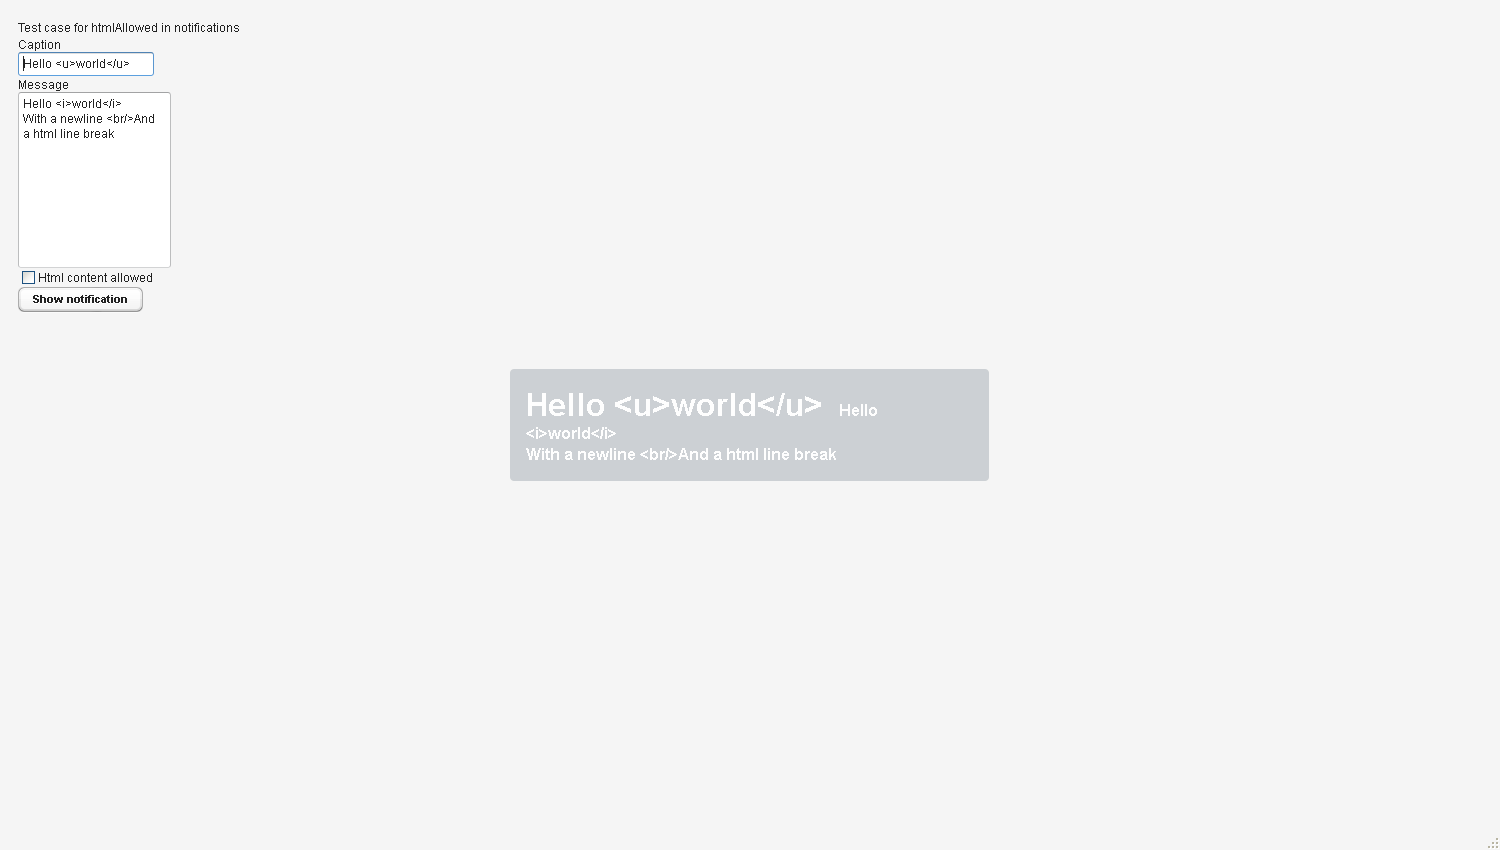 Test case for htmlAllowed in notifications
Caption
Hello <u>world</u>
Message
Hello <i>world</i>
With a newline <br/>And
a html line break
Html content allowed
Show notification
Hello <u>world</u> Hello
<i>world</i>
With a newline <br/>And a html line break